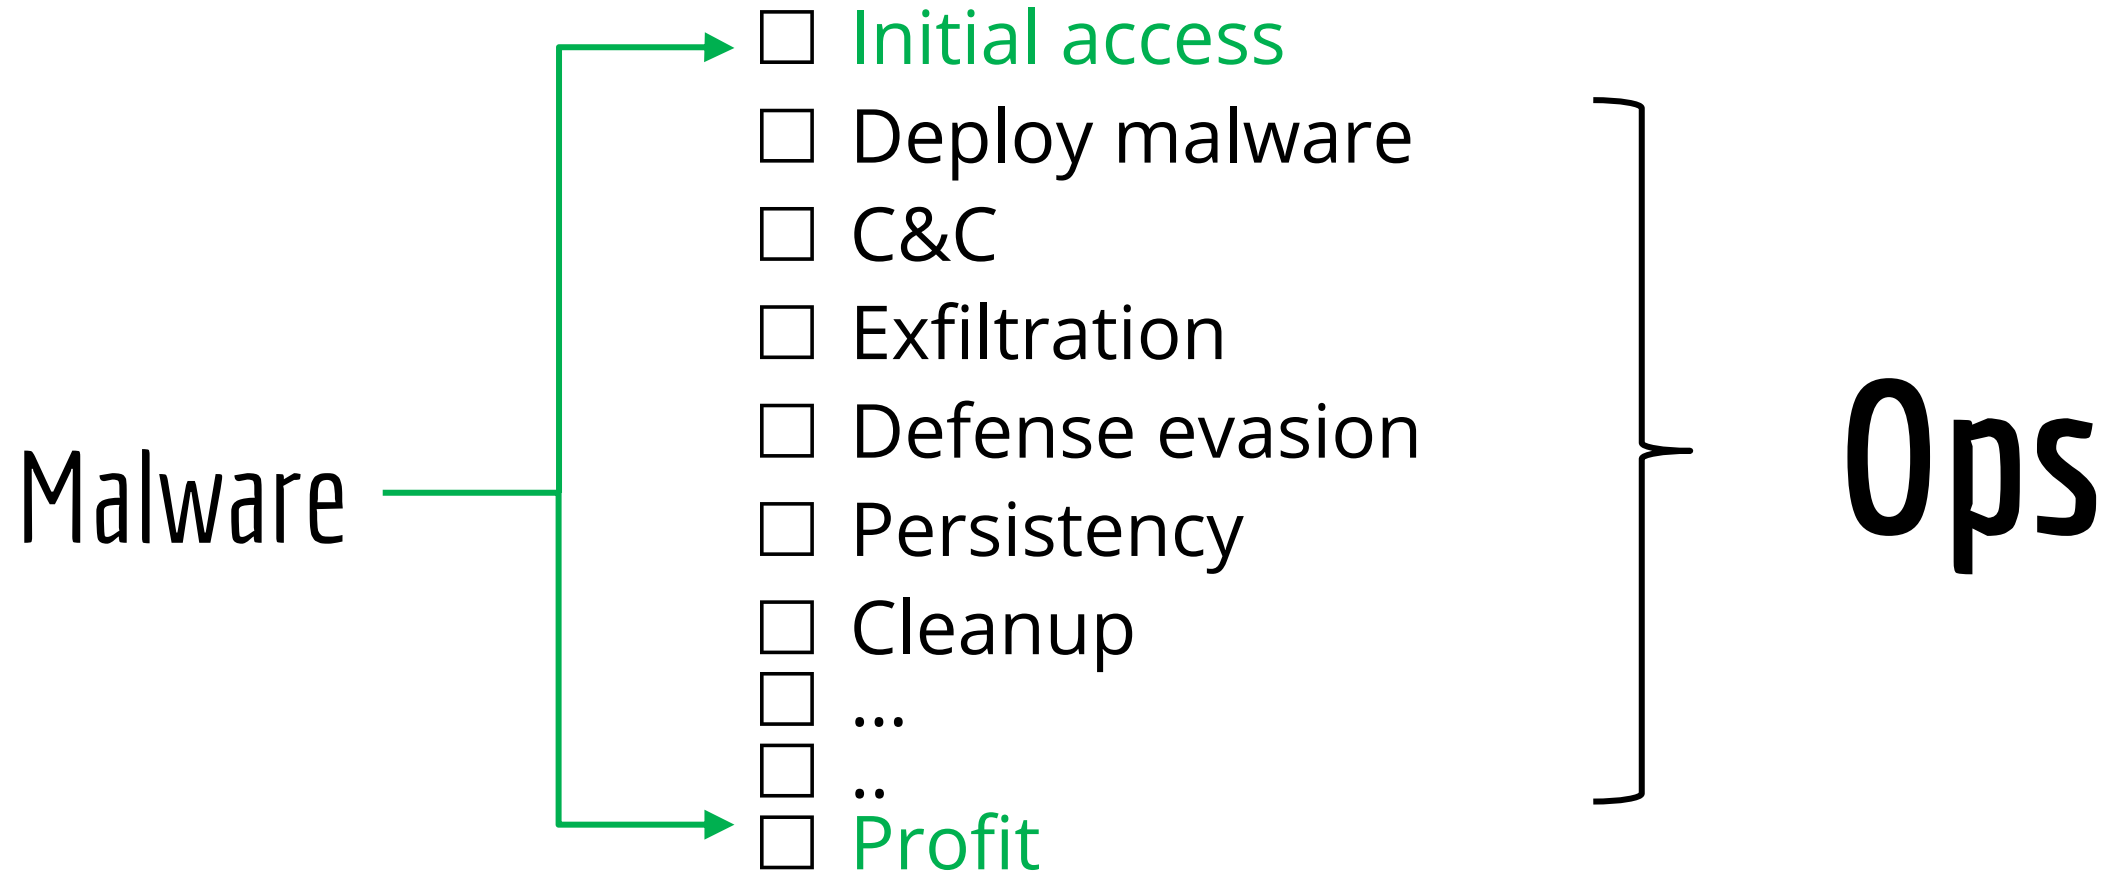 Initial access
Deploy malware
C&C
Exfiltration
Defense evasion
Persistency
Cleanup
...
..
Profit
Malware
Ops